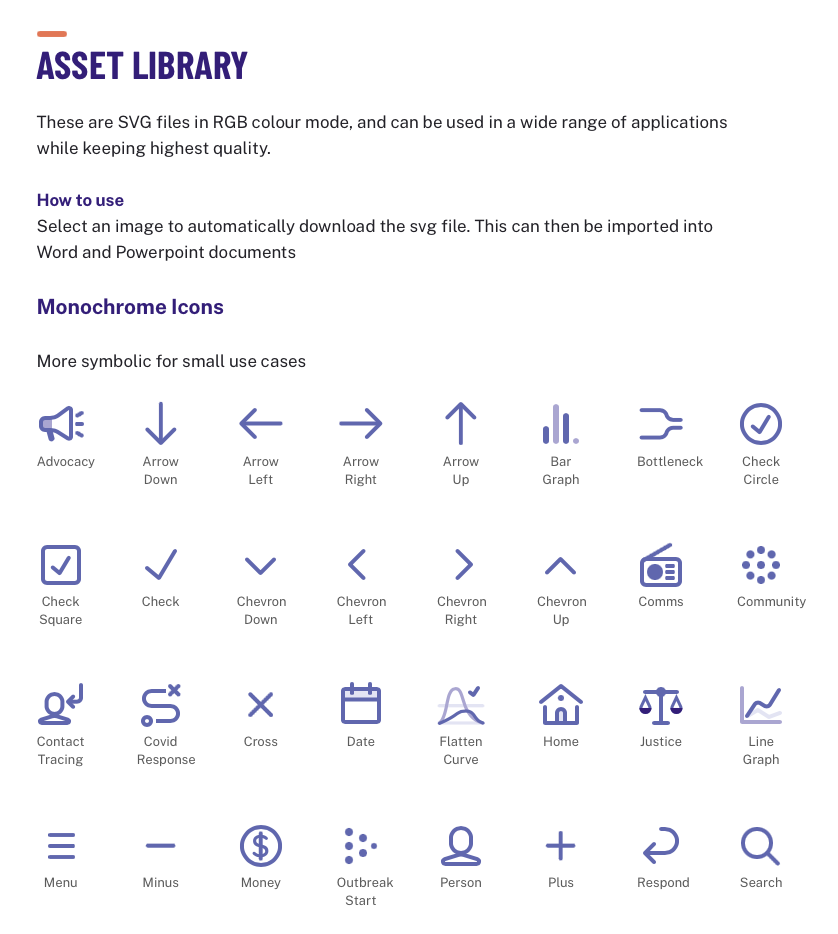 ASSET LIBRARY
These are SVG files in RGB colour mode, and can be used in a wide range of applications
while keeping highest quality.
How to use
Select an image to automatically download the svg file. This can then be imported into
Word and Powerpoint documents
Monochrome Icons
More symbolic for small use cases
Advocacy
Arrow
Down
Arrow
Left
Arrow
Right
Arrow
Up
Bar
Graph
Bottleneck
Check
Circle
Check
Square
Check
Chevron
Down
Chevron
Left
Chevron
Right
Chevron
Up
Comms
Community
Contact
Tracing
Covid
Response
Cross
Date
Flatten
Curve
Home
Justice
Line
Graph
Menu
Minus
Money
Outbreak
Start
Person
Plus
Respond
Search